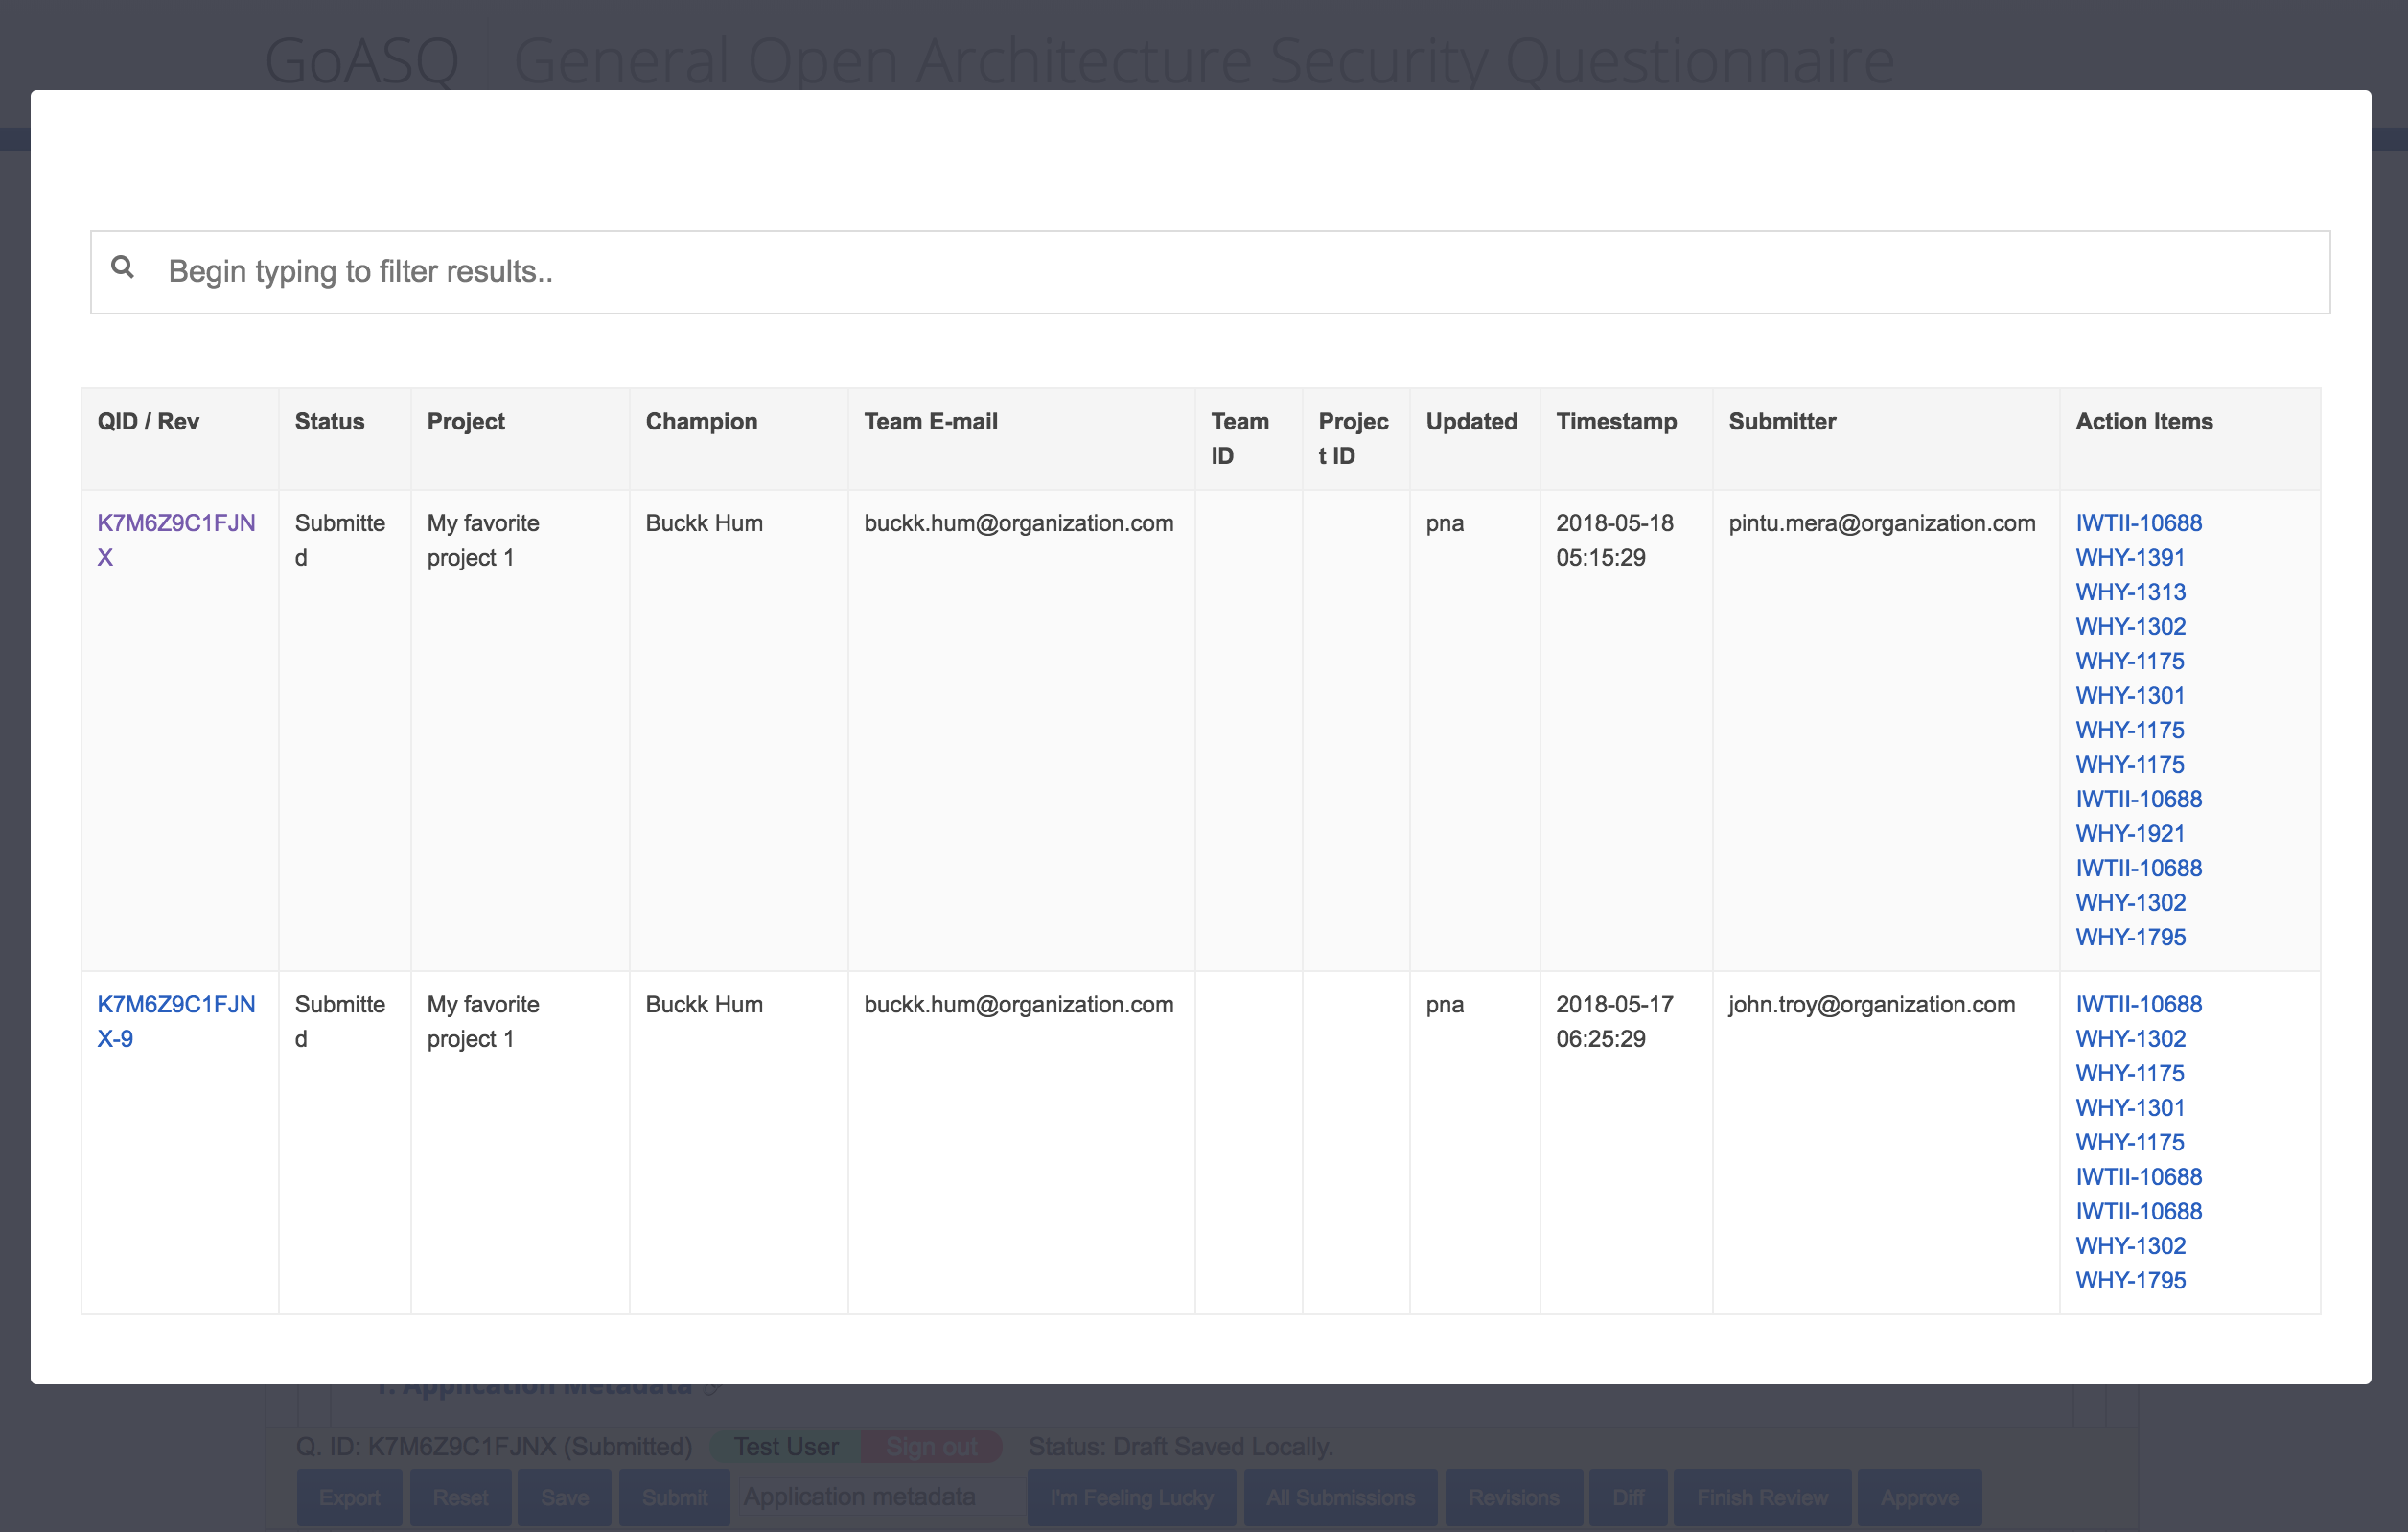 GoASQ General Open Architecture Security Questionnaire
Begin typing to filter results..
QID / Rev Status Project Champion Team E-mail Team Projec Updated Timestamp Submitter Action Items
ID t ID
K7M6Z9C1FJN Submitte My favorite Buckk Hum buckk.hum@organization.com pna 2018-05-18 pintu.mera@organization.com IWTII-10688
X d project 1 05:15:29 WHY-1391
WHY-1313
WHY-1302
WHY-1175
WHY-1301
WHY-1175
WHY-1175
IWTII-10688
WHY-1921
IWTII-10688
WHY-1302
WHY-1795
K7M6Z9C1FJN Submitte My favorite Buckk Hum buckk.hum@organization.com pna 2018-05-17 john.troy@organization.com IWTII-10688
X-9 d project 1 06:25:29 WHY-1302
WHY-1175
WHY-1301
WHY-1175
IWTII-10688
IWTII-10688
WHY-1302
WHY-1795
1. Application Metadata
Q. ID: K7M6Z9C1FJNX (Submitted) Test User Sign out Status: Draft Saved Locally.
Export Reset Save Submit Application metadata I'm Feeling Lucky All Submissions Revisions Diff Finish Review Approve